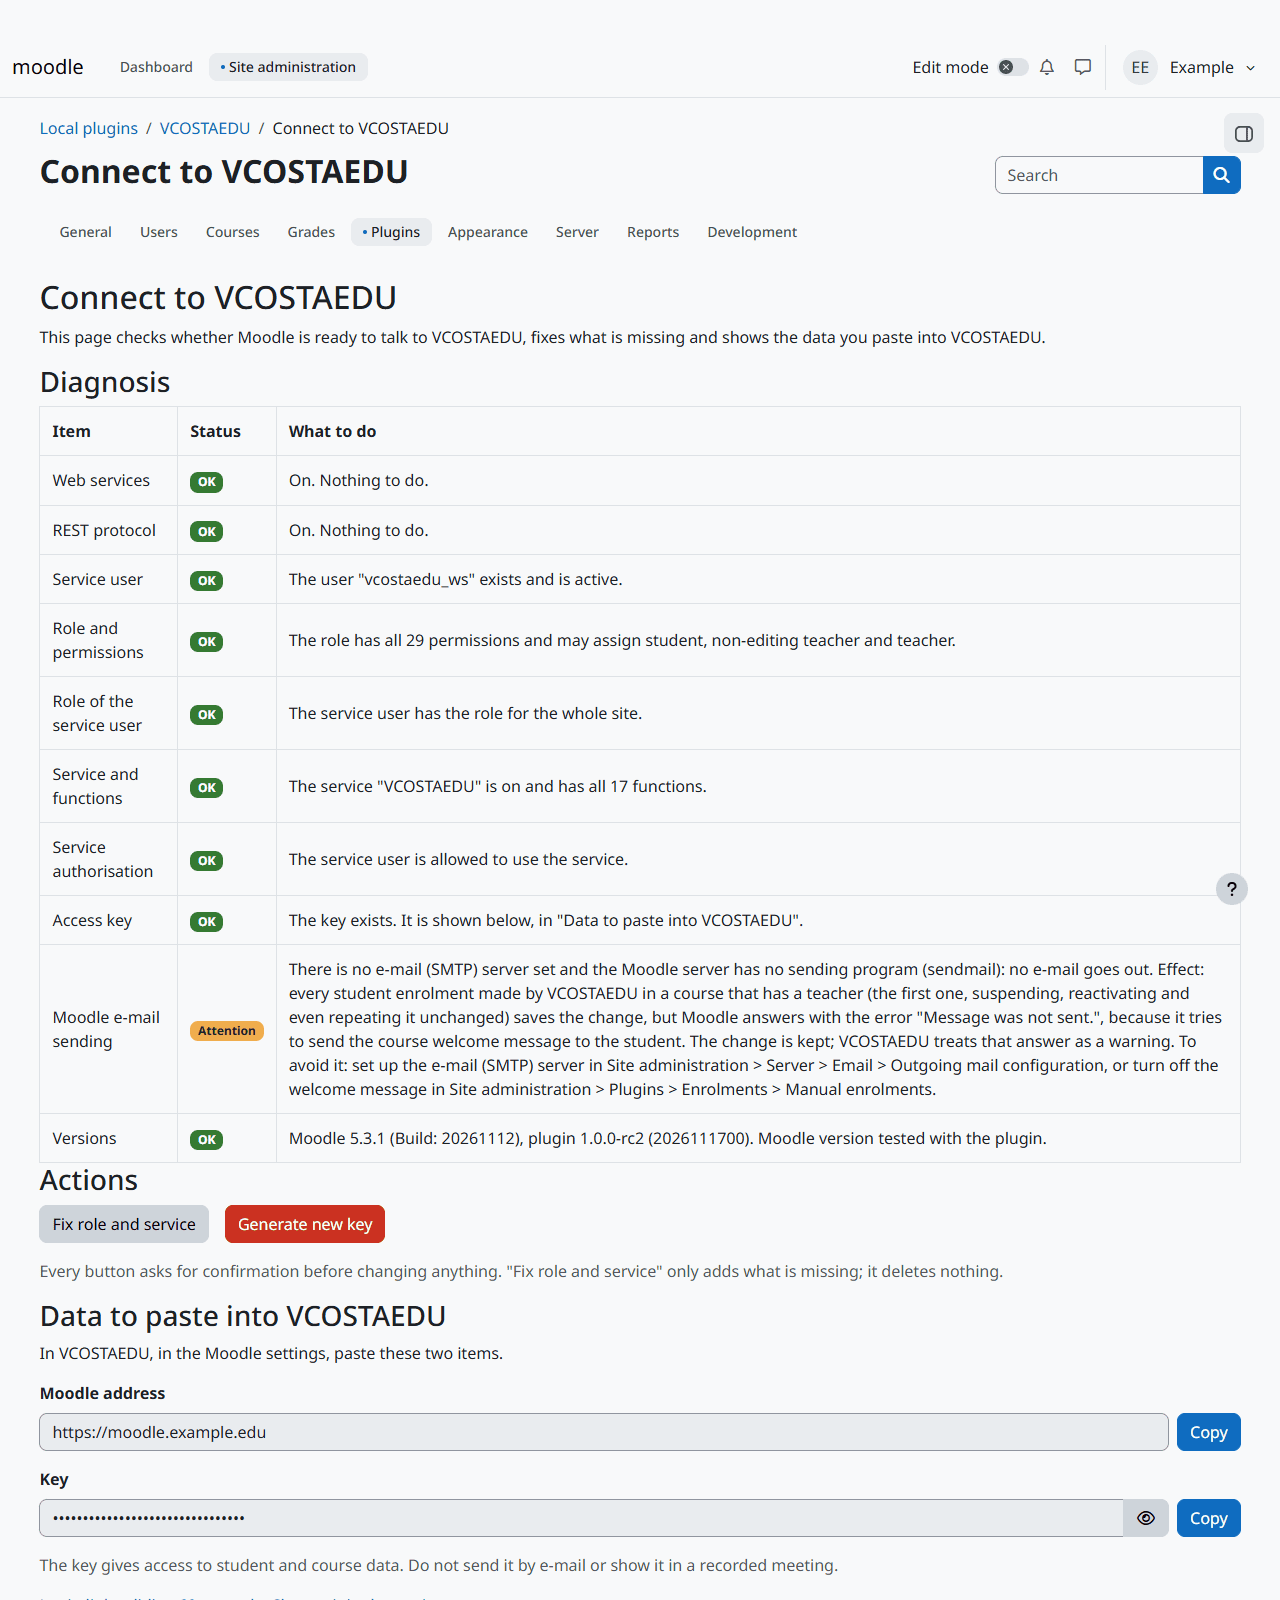 moodle
Dashboard
Site administration
Edit mode
EE
Example
Local plugins / VCOSTAEDU / Connect to VCOSTAEDU
Connect to VCOSTAEDU
Search
General
Users
Courses
Grades
Plugins
Appearance
Server
Reports
Development
Connect to VCOSTAEDU
This page checks whether Moodle is ready to talk to VCOSTAEDU, fixes what is missing and shows the data you paste into VCOSTAEDU.
Diagnosis
Item Status What to do
Web services OK On. Nothing to do.
REST protocol OK On. Nothing to do.
Service user OK The user "vcostaedu_ws" exists and is active.
Role and
permissions
OK
The role has all 29 permissions and may assign student, non-editing teacher and teacher.
Role of the
service user
OK
The service user has the role for the whole site.
Service and
functions
OK
The service "VCOSTAEDU" is on and has all 17 functions.
Service
authorisation
OK
The service user is allowed to use the service.
?
Access key OK The key exists. It is shown below, in "Data to paste into VCOSTAEDU".
Moodle e-mail
sending
Attention
There is no e-mail (SMTP) server set and the Moodle server has no sending program (sendmail): no e-mail goes out. Effect:
every student enrolment made by VCOSTAEDU in a course that has a teacher (the first one, suspending, reactivating and
even repeating it unchanged) saves the change, but Moodle answers with the error "Message was not sent.", because it tries
to send the course welcome message to the student. The change is kept; VCOSTAEDU treats that answer as a warning. To
avoid it: set up the e-mail (SMTP) server in Site administration > Server > Email > Outgoing mail configuration, or turn off the
welcome message in Site administration > Plugins > Enrolments > Manual enrolments.
Versions OK Moodle 5.3.1 (Build: 20261112), plugin 1.0.0-rc2 (2026111700). Moodle version tested with the plugin.
Actions
Fix role and service
Generate new key
Every button asks for confirmation before changing anything. "Fix role and service" only adds what is missing; it deletes nothing.
Data to paste into VCOSTAEDU
In VCOSTAEDU, in the Moodle settings, paste these two items.
Moodle address
https://moodle.example.edu
Copy
Key
••••••••••••••••••••••••••••••••
Copy
The key gives access to student and course data. Do not send it by e-mail or show it in a recorded meeting.